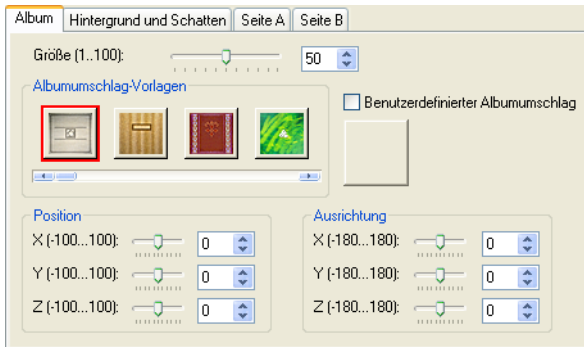 Album Hintergrund und Schatten Seite A Seite B
Größe (1..100): 50
Albumumschlag-Vorlagen
Benutzerdefinierter Albumumschlag
Position Ausrichtung
X (-100...100): 0 X (-180...180): 0
Y (-100...100): 0 Y (-180...180): 0
Z (-100...100): 0 Z (-180...180): 0